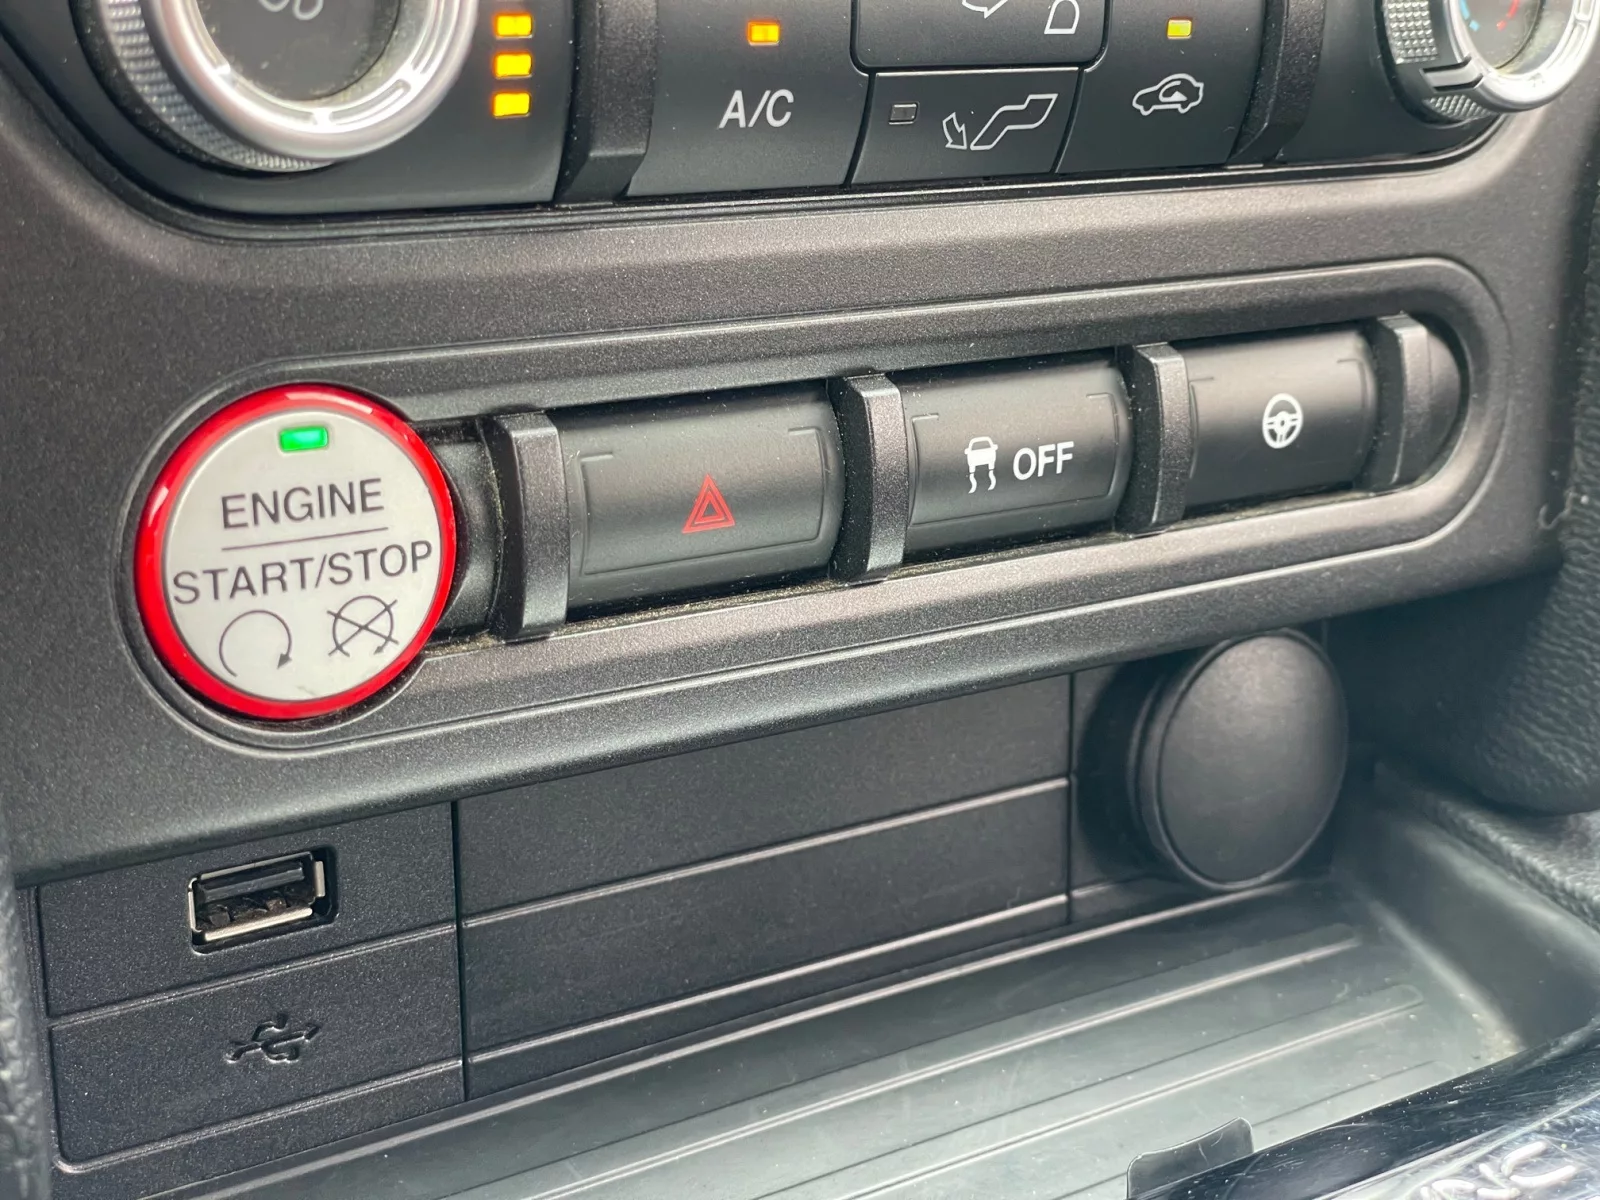 A/C
ENGINE
START/STOP
OFF